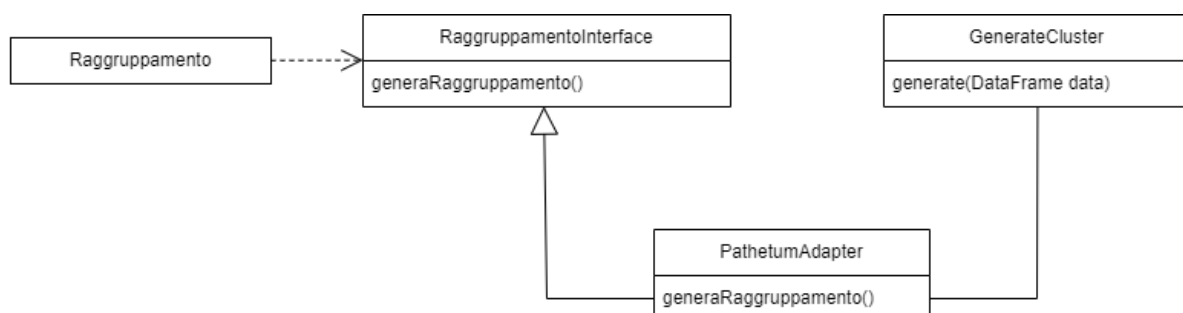 Raggruppamento
RaggruppamentoInterface
generaRaggruppamento()
GenerateCluster
generate(DataFrame data)
PathetumAdapter
generaRaggruppamento()